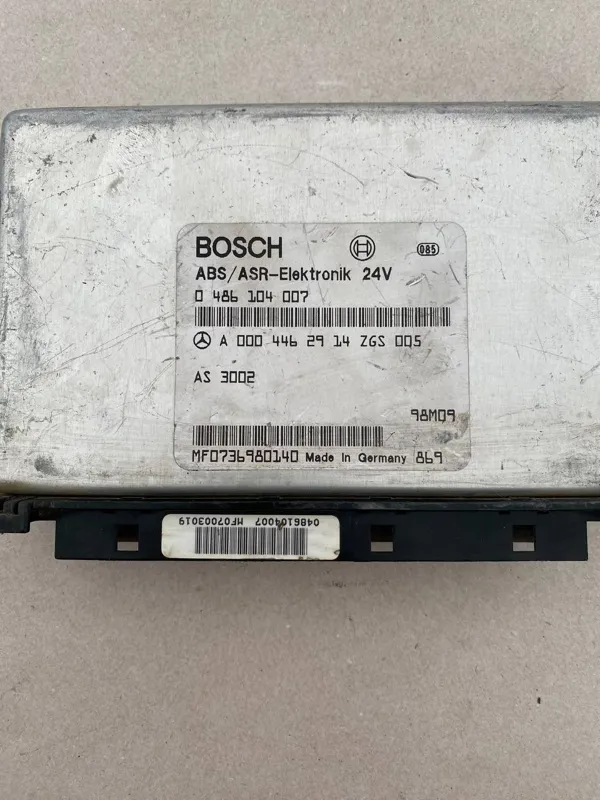 BOSCH
085
ABS/ASR-Elektronik 24V
0 486 104 007
A 000 446 29 14 ZGS 005
AS 3002
98M09
MF0736980140 Made in Germany 869
0486104007 MF07003019